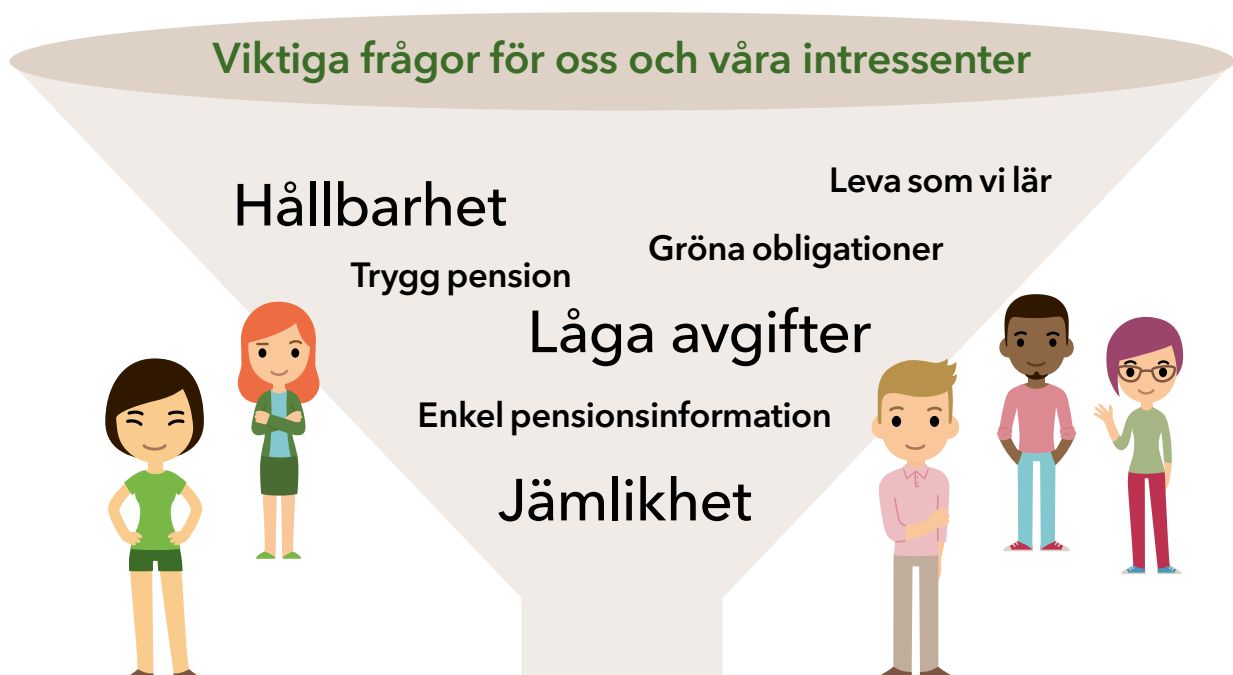 Viktiga frågor för oss och våra intressenter
Leva som vi lär
Hållbarhet
Gröna obligationer
Trygg pension
Låga avgifter
Enkel pensionsinformation
Jämlikhet